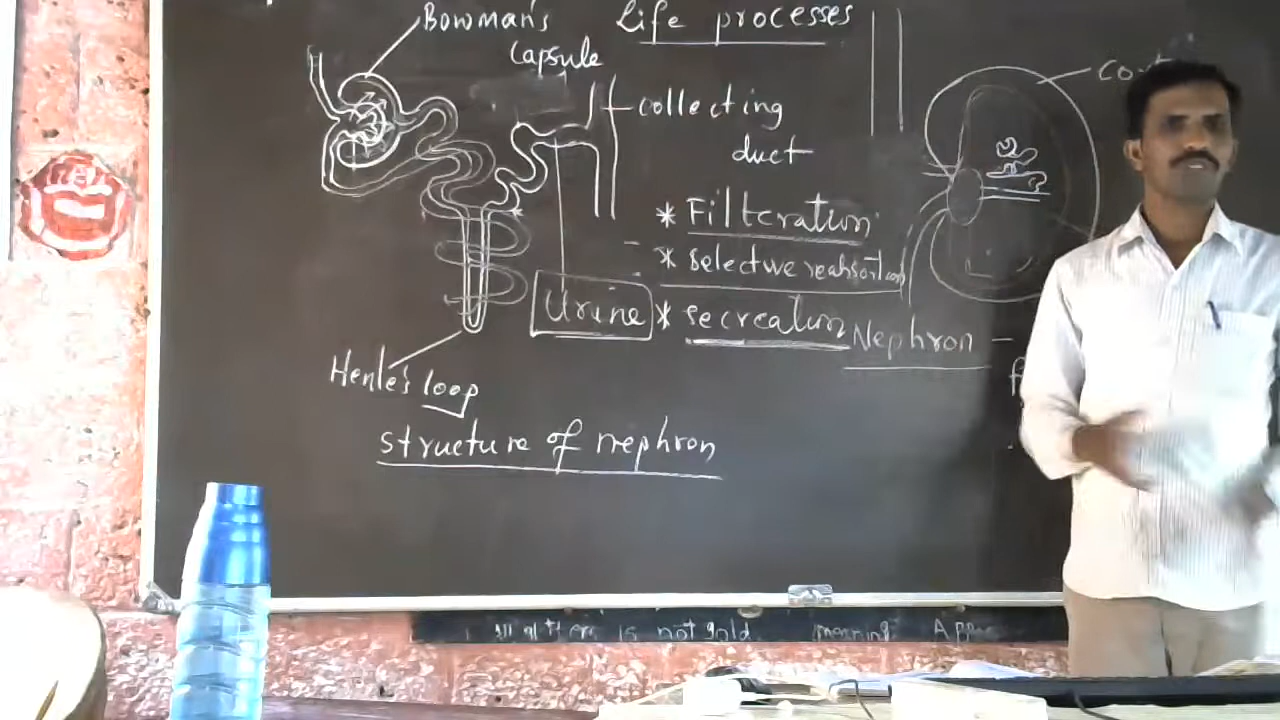 Life processes
Bowman's
capsule
collecting
duct
* Filteration
* selective reabsortion
* secreation
Urine
Nephron -
Henle's loop
structure of nephron
is not gold. meaning: